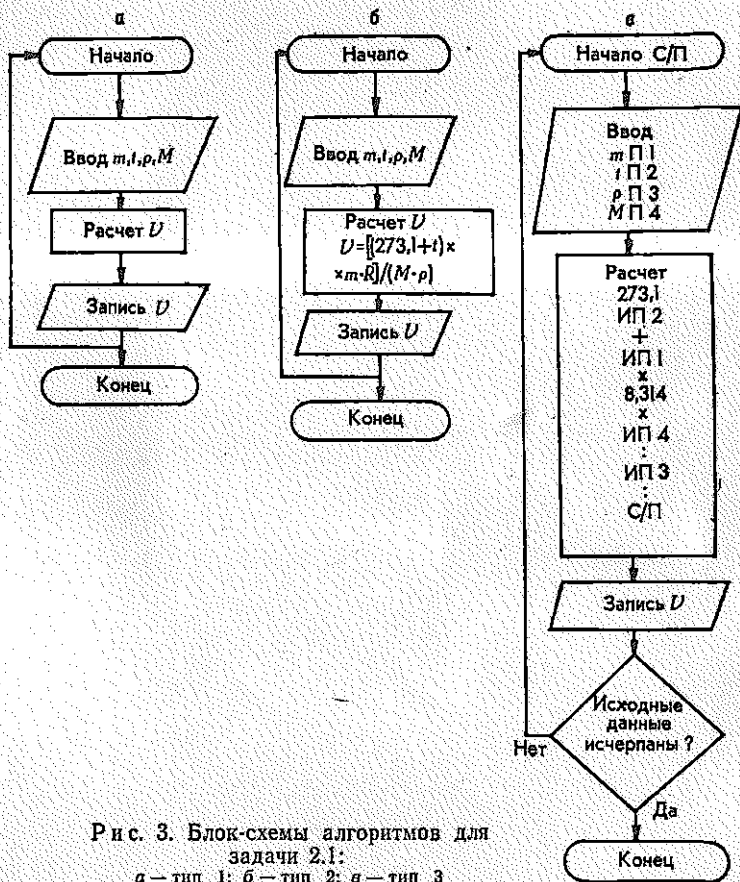 а
Начало
Ввод m,t,p,M
Расчет U
Запись U
Конец
б
Начало
Ввод m,t,p,M
Расчет U
U=[(273,1+t)×
×m·R]/(M·p)
Запись U
Конец
в
Начало С/П
Ввод
m П 1
t П 2
p П 3
M П 4
Расчет
273,1
ИП 2
+
ИП 1
×
8,314
×
ИП 4
:
ИП 3
:
С/П
Запись U
Исходные
данные
исчерпаны ?
Нет
Да
Конец
Рис. 3. Блок-схемы алгоритмов для
задачи 2.1:
а — тип 1; б — тип 2; в — тип 3